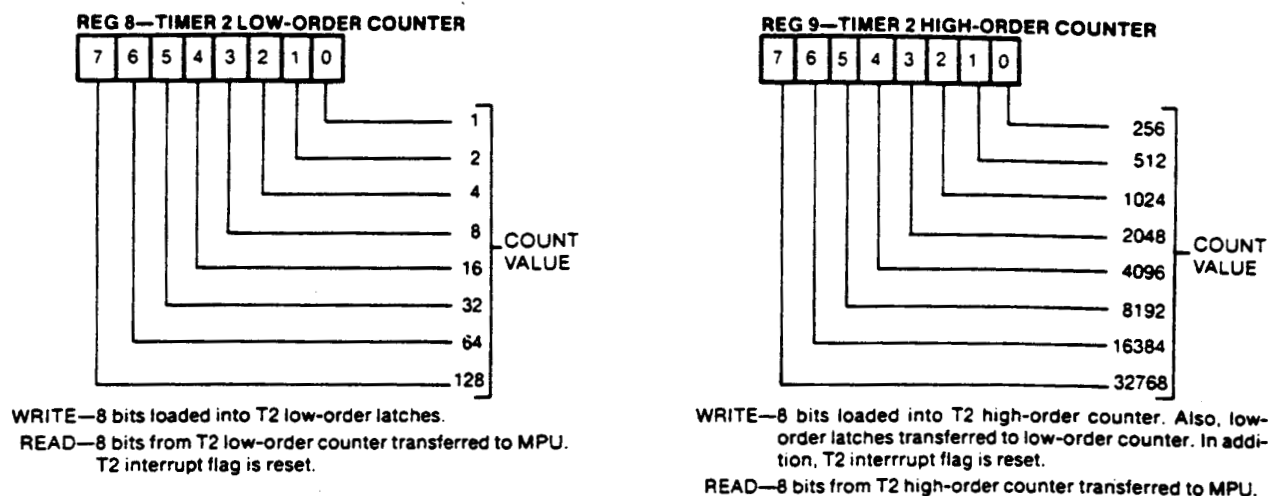 REG 8—TIMER 2 LOW-ORDER COUNTER
7 6 5 4 3 2 1 0
1
2
4
8
16
32
64
128
COUNT
VALUE
WRITE—8 bits loaded into T2 low-order latches.
READ—8 bits from T2 low-order counter transferred to MPU.
T2 interrupt flag is reset.
REG 9—TIMER 2 HIGH-ORDER COUNTER
7 6 5 4 3 2 1 0
256
512
1024
2048
4096
8192
16384
32768
COUNT
VALUE
WRITE—8 bits loaded into T2 high-order counter. Also, low-
order latches transferred to low-order counter. In addi-
tion, T2 interrrupt flag is reset.
READ—8 bits from T2 high-order counter transferred to MPU.